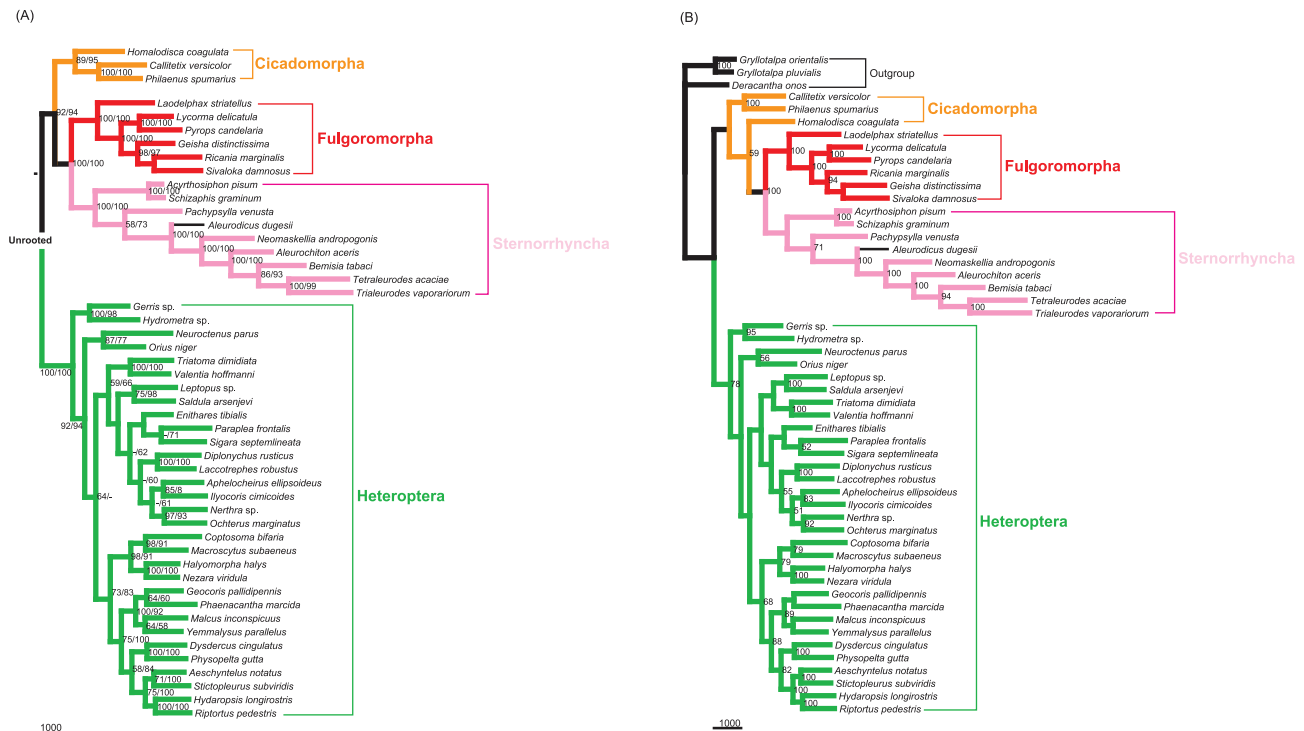 (A)
Homalodisca coagulata
89/95
Callitetix versicolor
Cicadomorpha
100/100
Philaenus spumarius
Laodelphax striatellus
92/94
Lycorma delicatula
100/100
100/100
Pyrops candelaria
100/100
Geisha distinctissima
Fulgoromorpha
98/97
Ricania marginalis
100/100
Sivaloka damnosus
Acyrthosiphon pisum
100/100
Schizaphis graminum
Pachypsylla venusta
100/100
58/73
Aleurodicus dugesii
100/100
Unrooted
Neomaskellia andropogonis
Sternorrhyncha
100/100
Aleurochiton aceris
100/100
Bemisia tabaci
86/93
Tetraleurodes acaciae
100/99
Trialeurodes vaporariorum
Gerris sp.
100/98
Hydrometra sp.
Neuroctenus parus
87/77
Orius niger
Triatoma dimidiata
100/100
100/100
Valentia hoffmanni
59/66
Leptopus sp.
75/98
Saldula arsenjevi
Enithares tibialis
92/94
Paraplea frontalis
-/71
Sigara septemlineata
-/62
Diplonychus rusticus
100/100
Laccotrephes robustus
-/60
Aphelocheirus ellipsoideus
85/8
Ilyocoris cimicoides
Heteroptera
64/-
-/61
Nerthra sp.
97/93
Ochterus marginatus
Coptosoma bifaria
98/91
Macroscytus subaeneus
98/91
Halyomorpha halys
100/100
Nezara viridula
73/83
Geocoris pallidipennis
64/60
Phaenacantha marcida
100/92
Malcus inconspicuus
64/58
Yemmalysus parallelus
75/100
Dysdercus cingulatus
100/100
Physopelta gutta
58/84
Aeschyntelus notatus
71/100
Stictopleurus subviridis
75/100
Hydaropsis longirostris
100/100
Riptortus pedestris
1000
(B)
Gryllotalpa orientalis
100
Outgroup
Gryllotalpa pluvialis
Deracantha onos
Callitetix versicolor
100
Cicadomorpha
Philaenus spumarius
Homalodisca coagulata
Laodelphax striatellus
100
Lycorma delicatula
59
100
Pyrops candelaria
100
Fulgoromorpha
Ricania marginalis
94
Geisha distinctissima
100
Sivaloka damnosus
Acyrthosiphon pisum
100
Schizaphis graminum
Pachypsylla venusta
71
Aleurodicus dugesii
Sternorrhyncha
100
Neomaskellia andropogonis
100
Aleurochiton aceris
100
Bemisia tabaci
94
Tetraleurodes acaciae
100
Trialeurodes vaporariorum
Gerris sp.
95
Hydrometra sp.
Neuroctenus parus
56
Orius niger
Leptopus sp.
78
100
Saldula arsenjevi
Triatoma dimidiata
100
Valentia hoffmanni
Enithares tibialis
Paraplea frontalis
52
Sigara septemlineata
Diplonychus rusticus
100
Laccotrephes robustus
55
Aphelocheirus ellipsoideus
83
Ilyocoris cimicoides
51
Nerthra sp.
92
Heteroptera
Ochterus marginatus
Coptosoma bifaria
79
Macroscytus subaeneus
79
Halyomorpha halys
100
Nezara viridula
68
Geocoris pallidipennis
Phaenacantha marcida
89
Malcus inconspicuus
Yemmalysus parallelus
88
Dysdercus cingulatus
100
Physopelta gutta
82
Aeschyntelus notatus
100
Stictopleurus subviridis
100
Hydaropsis longirostris
100
Riptortus pedestris
1000